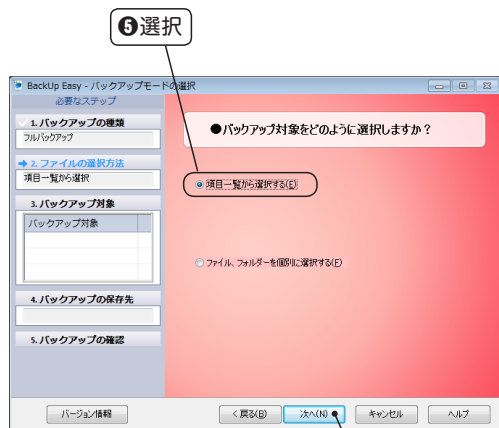 ❺選択
BackUp Easy - バックアップモードの選択
必要なステップ
1. バックアップの種類
フルバックアップ
●バックアップ対象をどのように選択しますか？
2. ファイルの選択方法
項目一覧から選択
項目一覧から選択する(E)
3. バックアップ対象
バックアップ対象
ファイル、フォルダーを個別に選択する(F)
4. バックアップの保存先
5. バックアップの確認
バージョン情報
< 戻る(B)
次へ(N)
キャンセル
ヘルプ